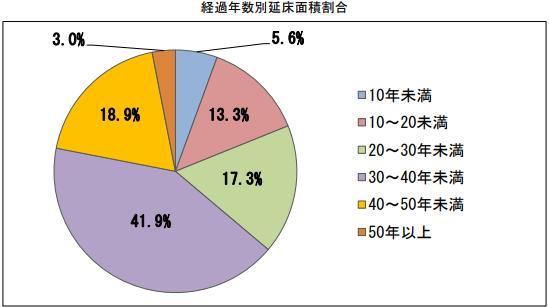 経過年数別延床面積割合
3.0%
5.6%
18.9%
13.3%
17.3%
41.9%
10年未満
10～20未満
20～30年未満
30～40年未満
40～50年未満
50年以上